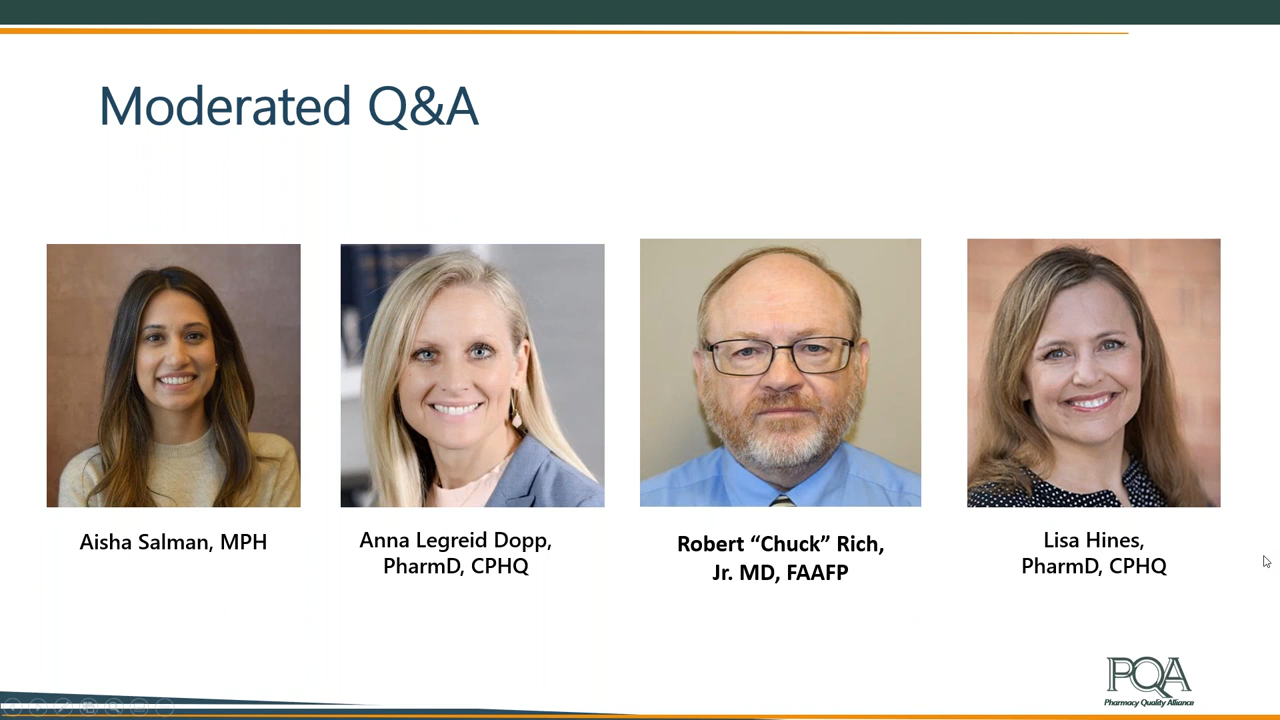 Moderated Q&A
Aisha Salman, MPH
Anna Legreid Dopp,
PharmD, CPHQ
Robert “Chuck” Rich,
Jr. MD, FAAFP
Lisa Hines,
PharmD, CPHQ
PQA
Pharmacy Quality Alliance